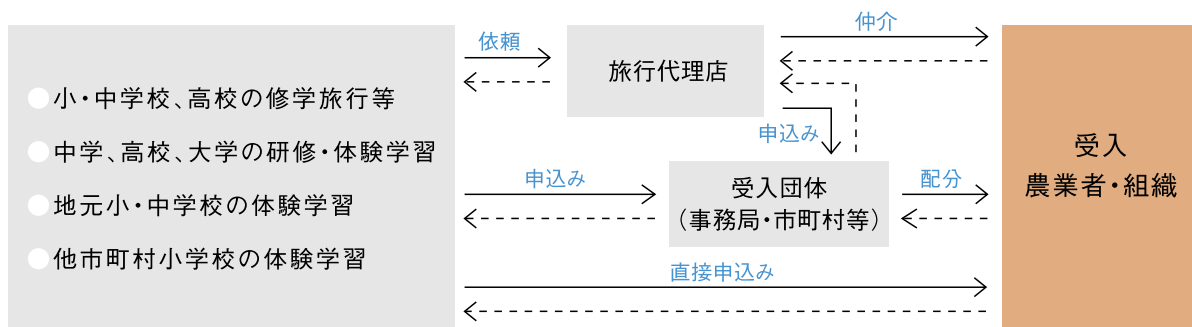 小・中学校、高校の修学旅行等
中学、高校、大学の研修・体験学習
地元小・中学校の体験学習
他市町村小学校の体験学習
依頼
旅行代理店
仲介
申込み
申込み
受入団体
（事務局・市町村等）
配分
直接申込み
受入
農業者・組織